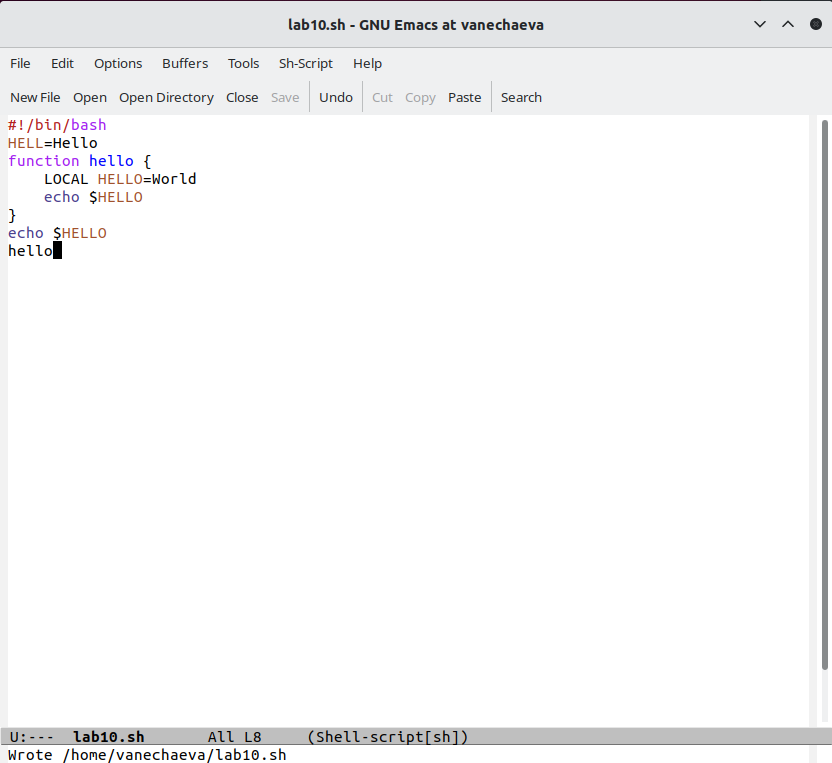 lab10.sh - GNU Emacs at vanechaeva
File Edit Options Buffers Tools Sh-Script Help
New File Open Open Directory Close Save Undo Cut Copy Paste Search
#!/bin/bash
HELL=Hello
function hello {
    LOCAL HELLO=World
    echo $HELLO
}
echo $HELLO
hello
U:--- lab10.sh All L8 (Shell-script[sh])
Wrote /home/vanechaeva/lab10.sh